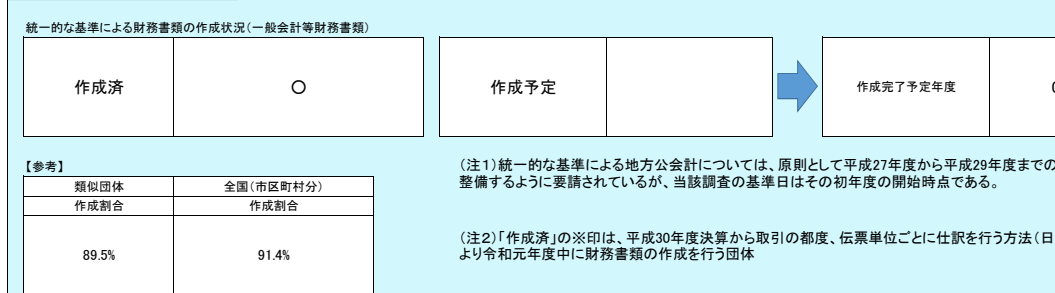 統一的な基準による財務書類の作成状況（一般会計等財務書類）
作成済 ○ 作成予定 作成完了予定年度
【参考】
類似団体 全国（市区町村分）
作成割合 作成割合
89.5% 91.4%
（注１）統一的な基準による地方公会計については、原則として平成27年度から平成29年度までの
整備するように要請されているが、当該調査の基準日はその初年度の開始時点である。
（注２）「作成済」の※印は、平成30年度決算から取引の都度、伝票単位ごとに仕訳を行う方法（日
より令和元年度中に財務書類の作成を行う団体